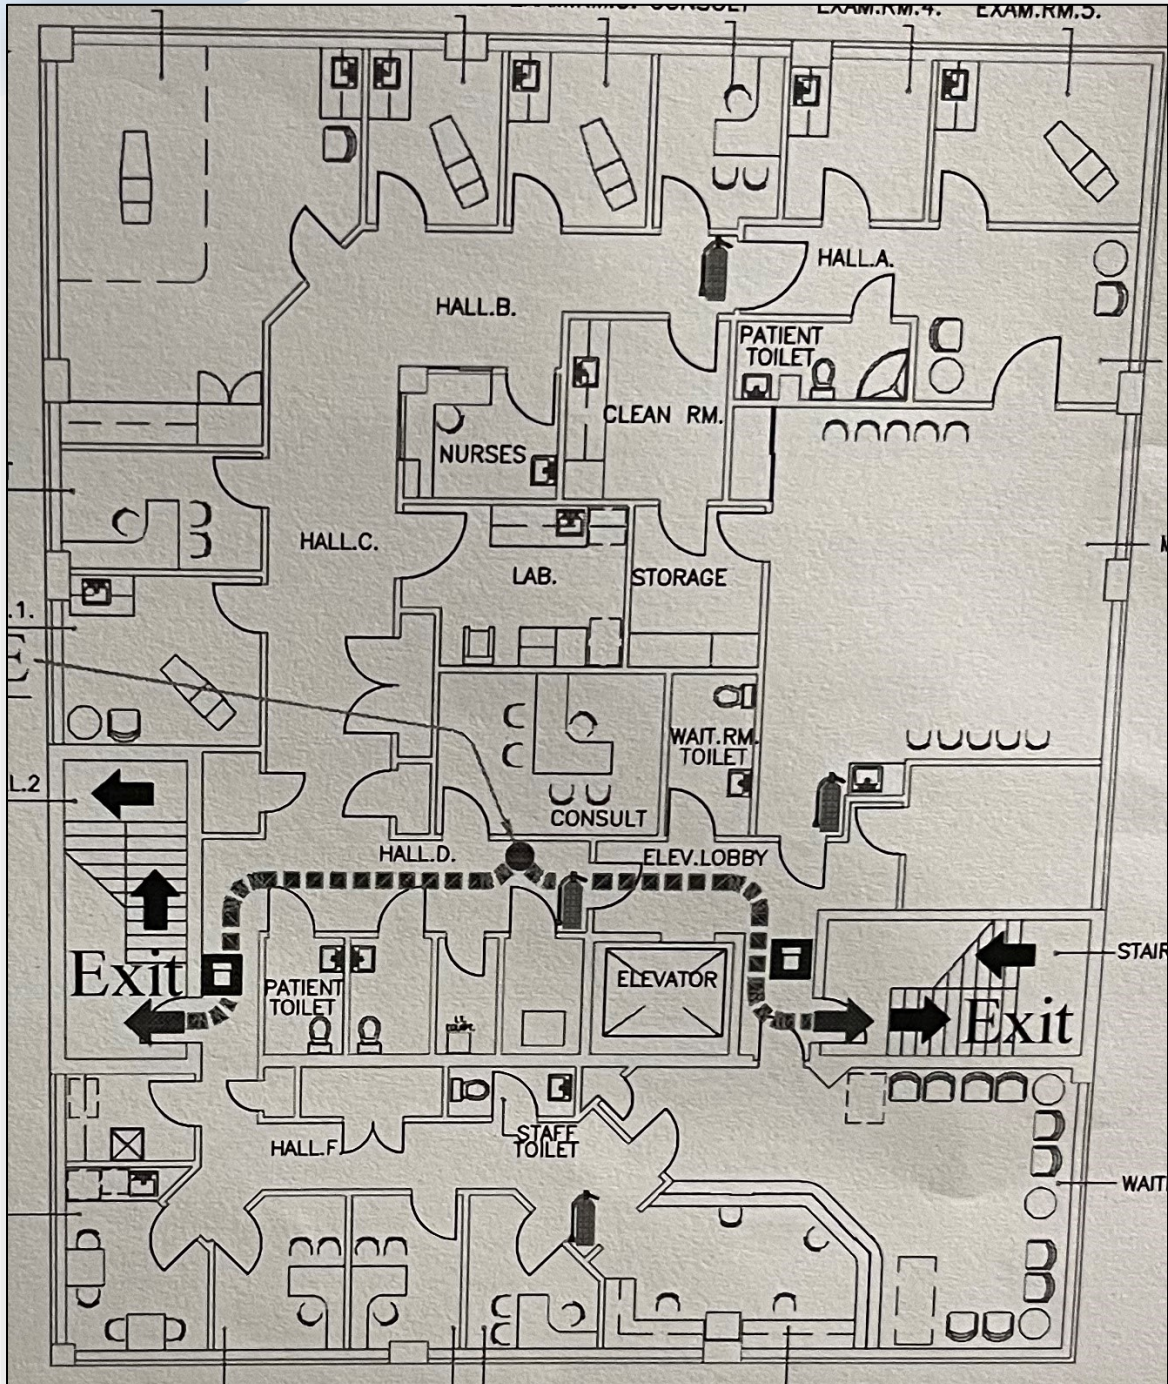 CONSULT
EXAM.RM.4.
EXAM.RM.5.
HALL.A.
HALL.B.
PATIENT
TOILET
CLEAN RM.
NURSES
HALL.C.
LAB.
STORAGE
.1.
E
WAIT.RM.
TOILET
L.2
CONSULT
HALL.D.
ELEV.LOBBY
Exit
PATIENT
TOILET
ELEVATOR
STAIR
Exit
HALL.F.
STAFF
TOILET
WAIT